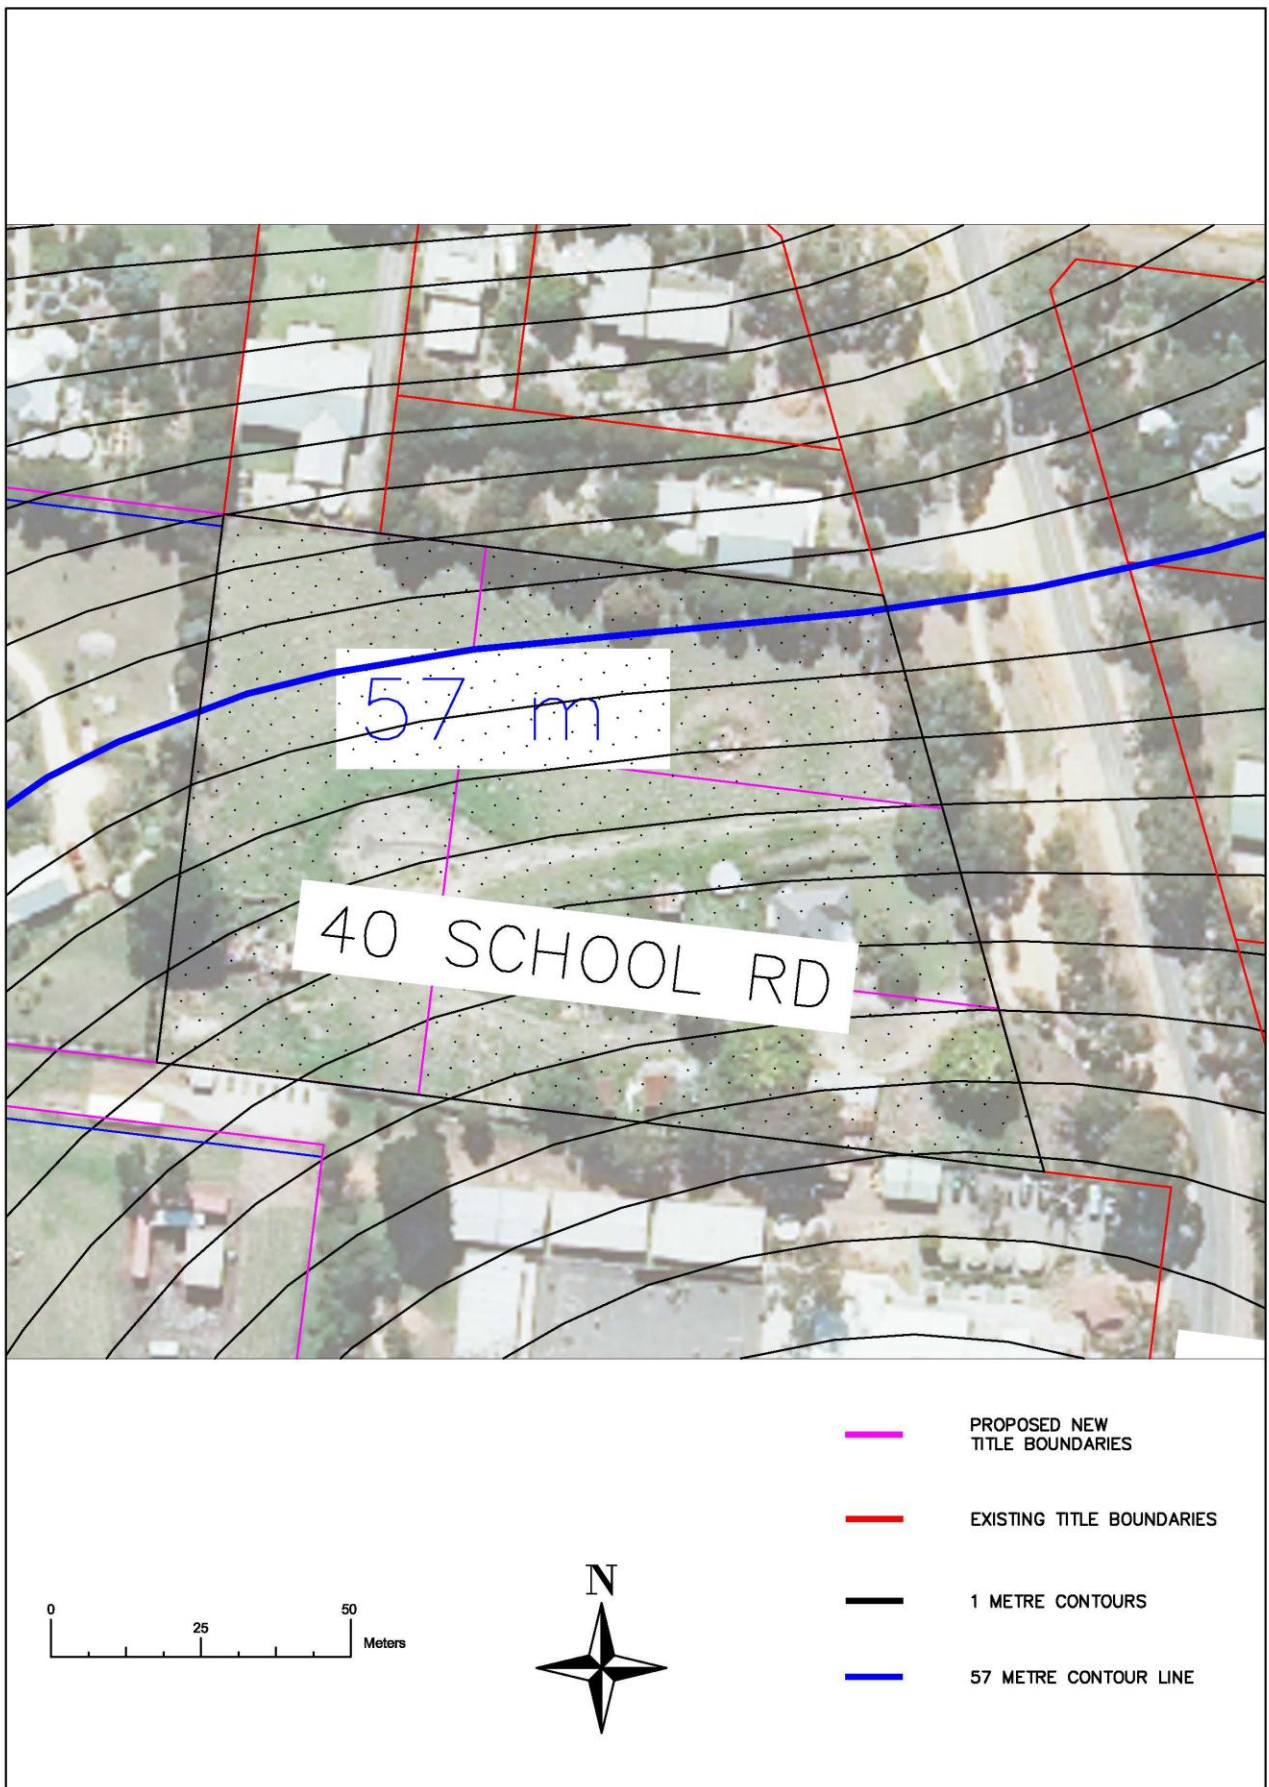 57 m
40 SCHOOL RD
PROPOSED NEW
TITLE BOUNDARIES
EXISTING TITLE BOUNDARIES
1 METRE CONTOURS
57 METRE CONTOUR LINE
0
25
50
Meters
N